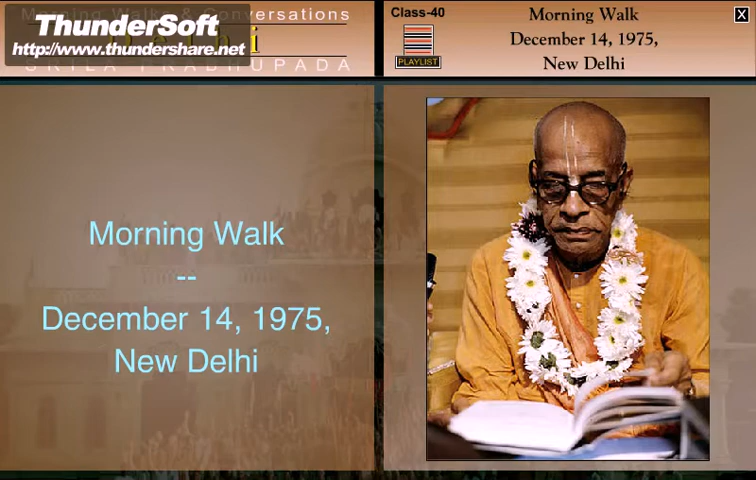 Morning Walks & Conversations
ThunderSoft
http://www.thundershare.net
SRILA PRABHUPADA
Class-40
PLAYLIST
X
Morning Walk
December 14, 1975,
New Delhi
Morning Walk
--
December 14, 1975,
New Delhi